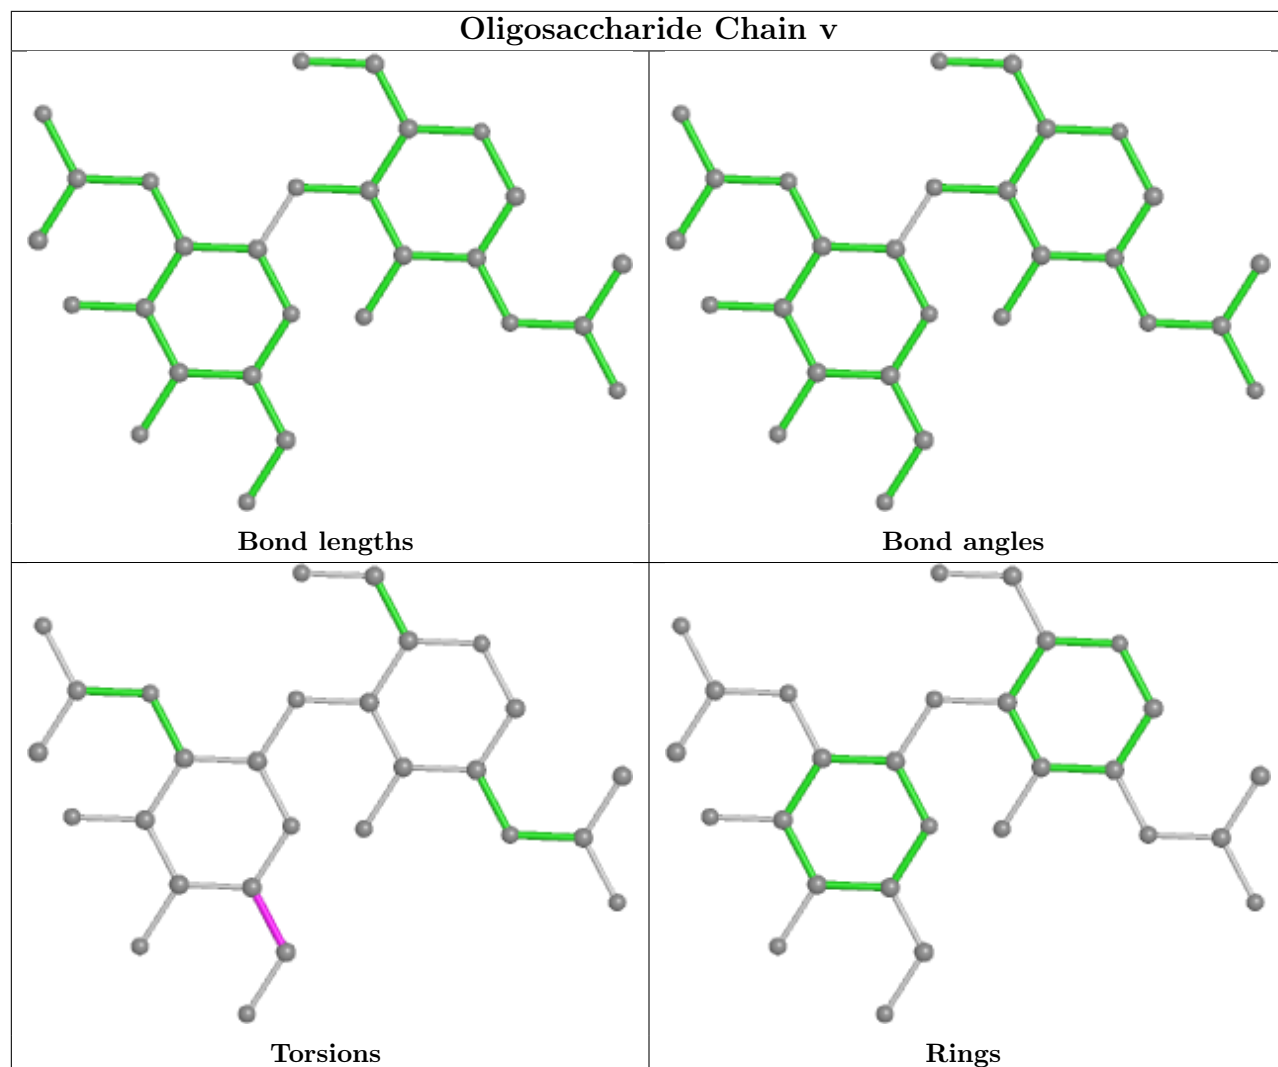 Oligosaccharide Chain v
Bond lengths
Bond angles
Torsions
Rings